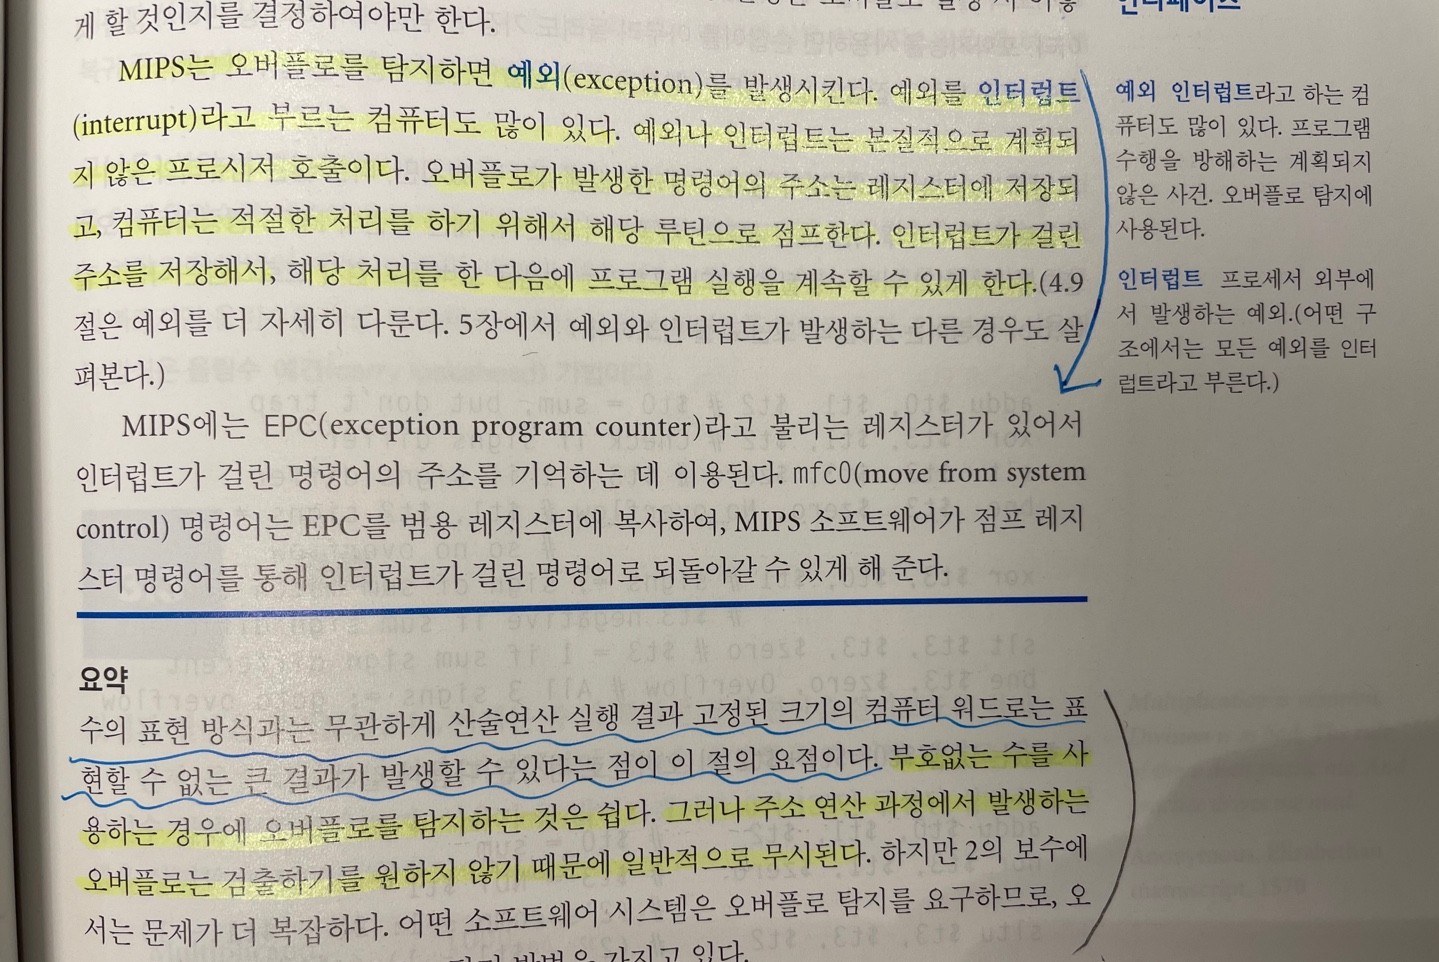 게 할 것인지를 결정하여야만 한다.
MIPS는 오버플로를 탐지하면 예외(exception)를 발생시킨다. 예외를 인터럽트
(interrupt)라고 부르는 컴퓨터도 많이 있다. 예외나 인터럽트는 본질적으로 계획되
지 않은 프로시저 호출이다. 오버플로가 발생한 명령어의 주소는 레지스터에 저장되
고, 컴퓨터는 적절한 처리를 하기 위해서 해당 루틴으로 점프한다. 인터럽트가 걸린
주소를 저장해서, 해당 처리를 한 다음에 프로그램 실행을 계속할 수 있게 한다.(4.9
절은 예외를 더 자세히 다룬다. 5장에서 예외와 인터럽트가 발생하는 다른 경우도 살
펴본다.)
MIPS에는 EPC(exception program counter)라고 불리는 레지스터가 있어서
인터럽트가 걸린 명령어의 주소를 기억하는 데 이용된다. mfc0(move from system
control) 명령어는 EPC를 범용 레지스터에 복사하여, MIPS 소프트웨어가 점프 레지
스터 명령어를 통해 인터럽트가 걸린 명령어로 되돌아갈 수 있게 해 준다.
요약
수의 표현 방식과는 무관하게 산술연산 실행 결과 고정된 크기의 컴퓨터 워드로는 표
현할 수 없는 큰 결과가 발생할 수 있다는 점이 이 절의 요점이다. 부호없는 수를 사
용하는 경우에 오버플로를 탐지하는 것은 쉽다. 그러나 주소 연산 과정에서 발생하는
오버플로는 검출하기를 원하지 않기 때문에 일반적으로 무시된다. 하지만 2의 보수에
서는 문제가 더 복잡하다. 어떤 소프트웨어 시스템은 오버플로 탐지를 요구하므로, 오
방법을 가지고 있다.
인터페이스
예외 인터럽트라고 하는 컴
퓨터도 많이 있다. 프로그램
수행을 방해하는 계획되지
않은 사건. 오버플로 탐지에
사용된다.
인터럽트 프로세서 외부에
서 발생하는 예외.(어떤 구
조에서는 모든 예외를 인터
럽트라고 부른다.)